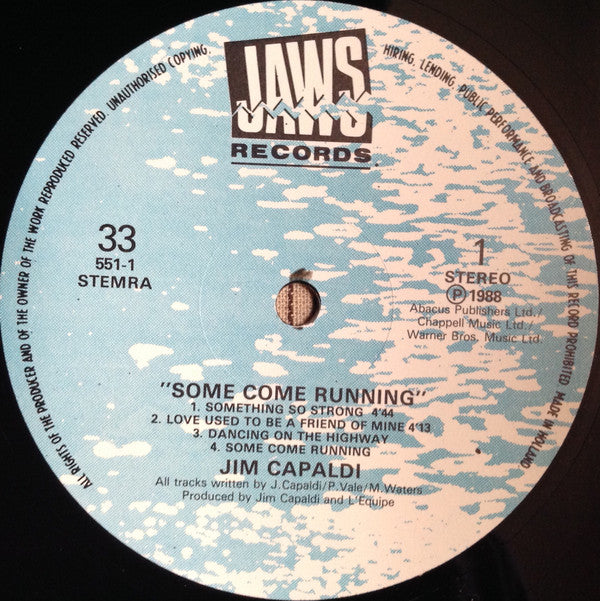 JAWS
RECORDS
ALL RIGHTS OF THE PRODUCER AND OF THE OWNER OF THE WORK REPRODUCED RESERVED. UNAUTHORISED COPYING, HIRING, LENDING, PUBLIC PERFORMANCE AND BROADCASTING OF THIS RECORD PROHIBITED. MADE IN HOLLAND
33
551-1
STEMRA
1
STEREO
Ⓟ 1988
Abacus Publishers Ltd./
Chappell Music Ltd./
Warner Bros. Music Ltd.
"SOME COME RUNNING"
1. SOMETHING SO STRONG 4'44
2. LOVE USED TO BE A FRIEND OF MINE 4'13
3. DANCING ON THE HIGHWAY
4. SOME COME RUNNING
JIM CAPALDI
All tracks written by J. Capaldi/P. Vale/M. Waters
Produced by Jim Capaldi and L'Equipe